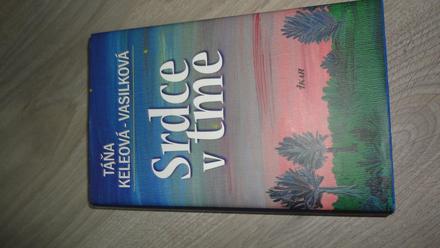 TÁŇA
KELEOVÁ-VASILKOVÁ
Srdce
v tme
IKAR